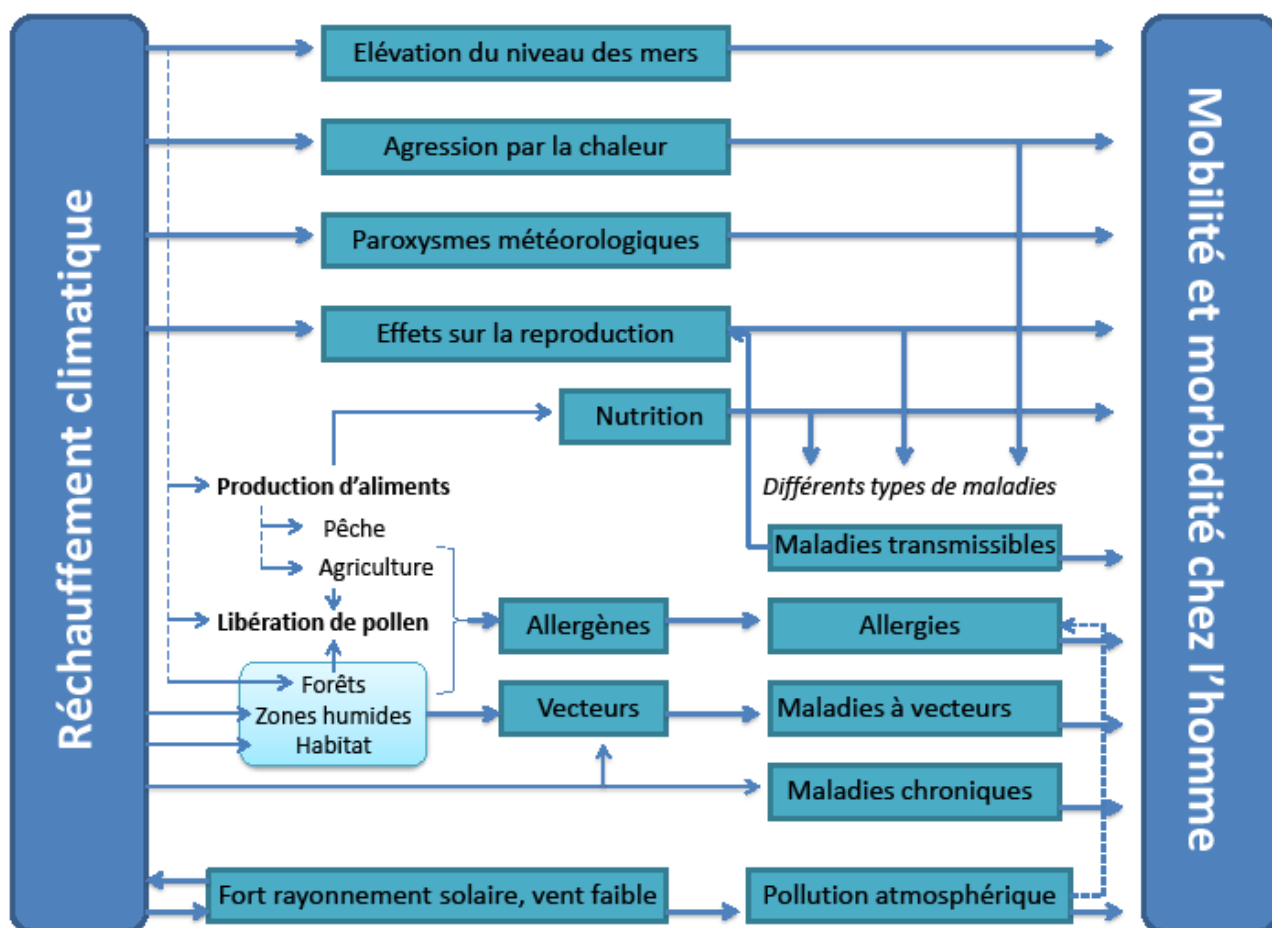 Réchauffement climatique
Elévation du niveau des mers
Agression par la chaleur
Paroxysmes météorologiques
Effets sur la reproduction
Nutrition
Production d'aliments
Différents types de maladies
Pêche
Maladies transmissibles
Agriculture
Libération de pollen
Allergènes
Allergies
Forêts
Zones humides
Habitat
Vecteurs
Maladies à vecteurs
Maladies chroniques
Fort rayonnement solaire, vent faible
Pollution atmosphérique
Mobilité et morbidité chez l'homme